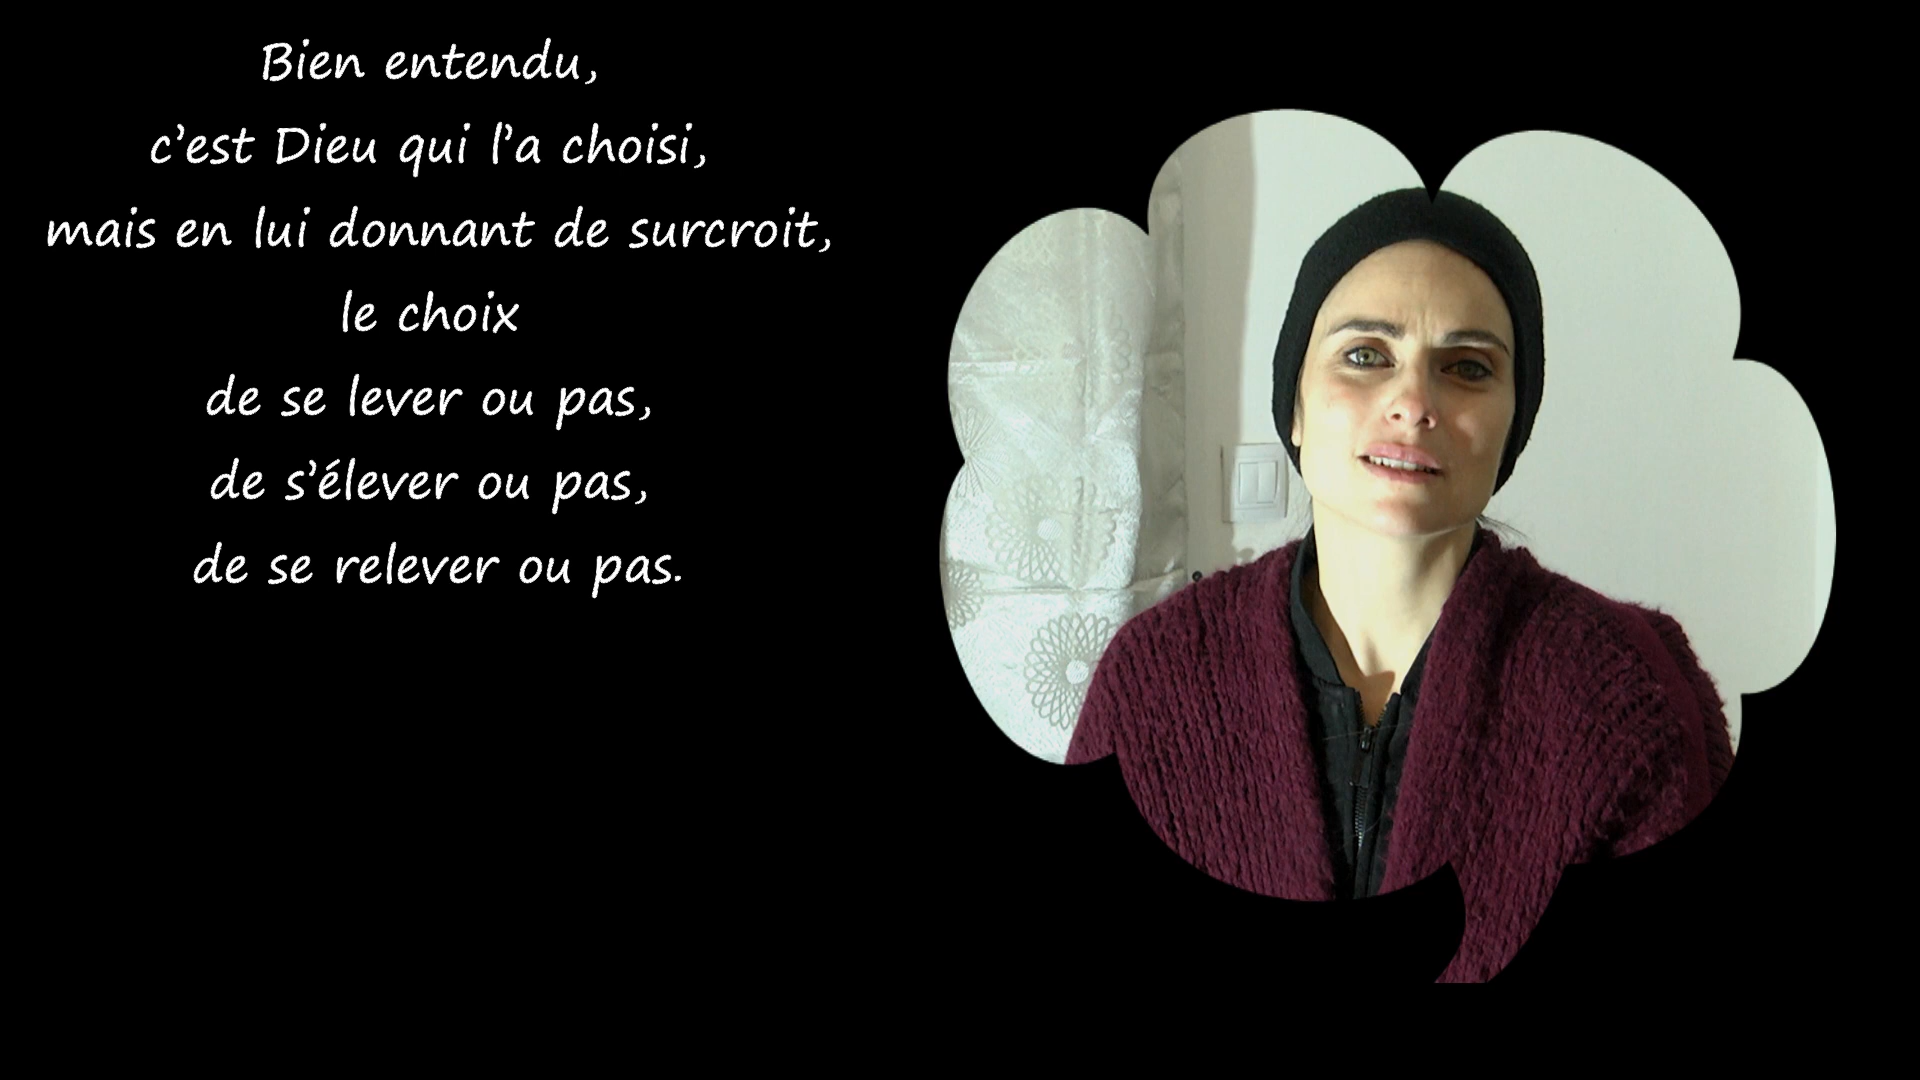 Bien entendu,
c’est Dieu qui l’a choisi,
mais en lui donnant de surcroit,
le choix
de se lever ou pas,
de s’élever ou pas,
de se relever ou pas.